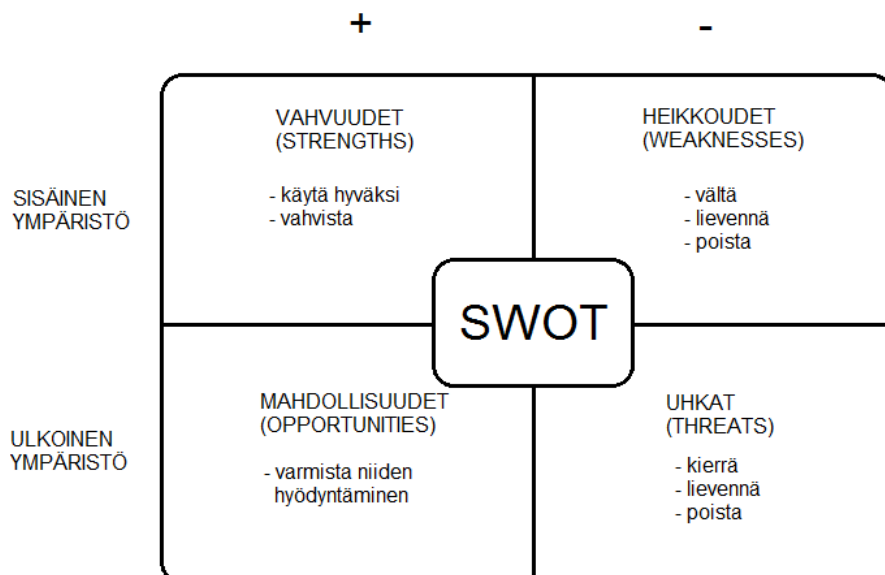 +
-
VAHVUUDET
(STRENGTHS)
- käytä hyväksi
- vahvista
HEIKKOUDET
(WEAKNESSES)
- vältä
- lievennä
- poista
SISÄINEN
YMPÄRISTÖ
SWOT
MAHDOLLISUUDET
(OPPORTUNITIES)
- varmista niiden
hyödyntäminen
UHKAT
(THREATS)
- kierrä
- lievennä
- poista
ULKOINEN
YMPÄRISTÖ